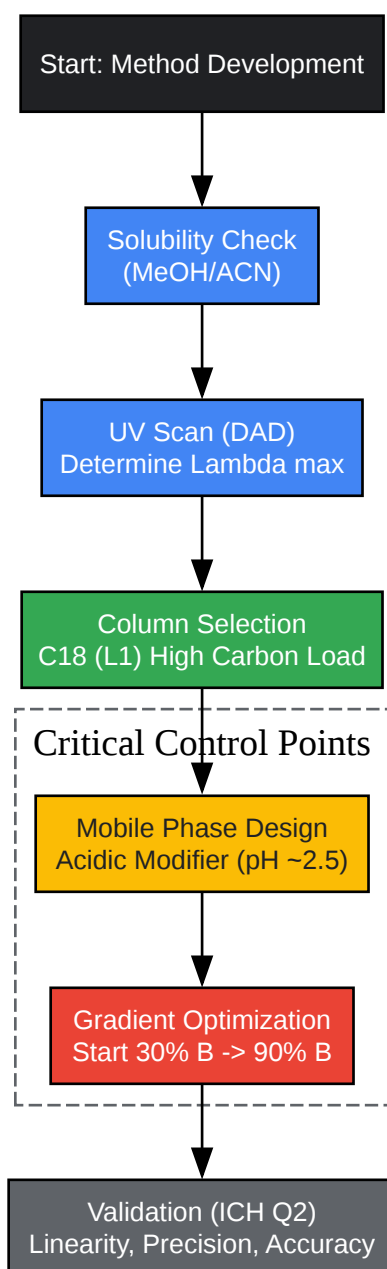 Start: Method Development
Solubility Check
(MeOH/ACN)
UV Scan (DAD)
Determine Lambda max
Column Selection
C18 (L1) High Carbon Load
Critical Control Points
Mobile Phase Design
Acidic Modifier (pH ~2.5)
Gradient Optimization
Start 30% B -> 90% B
Validation (ICH Q2)
Linearity, Precision, Accuracy